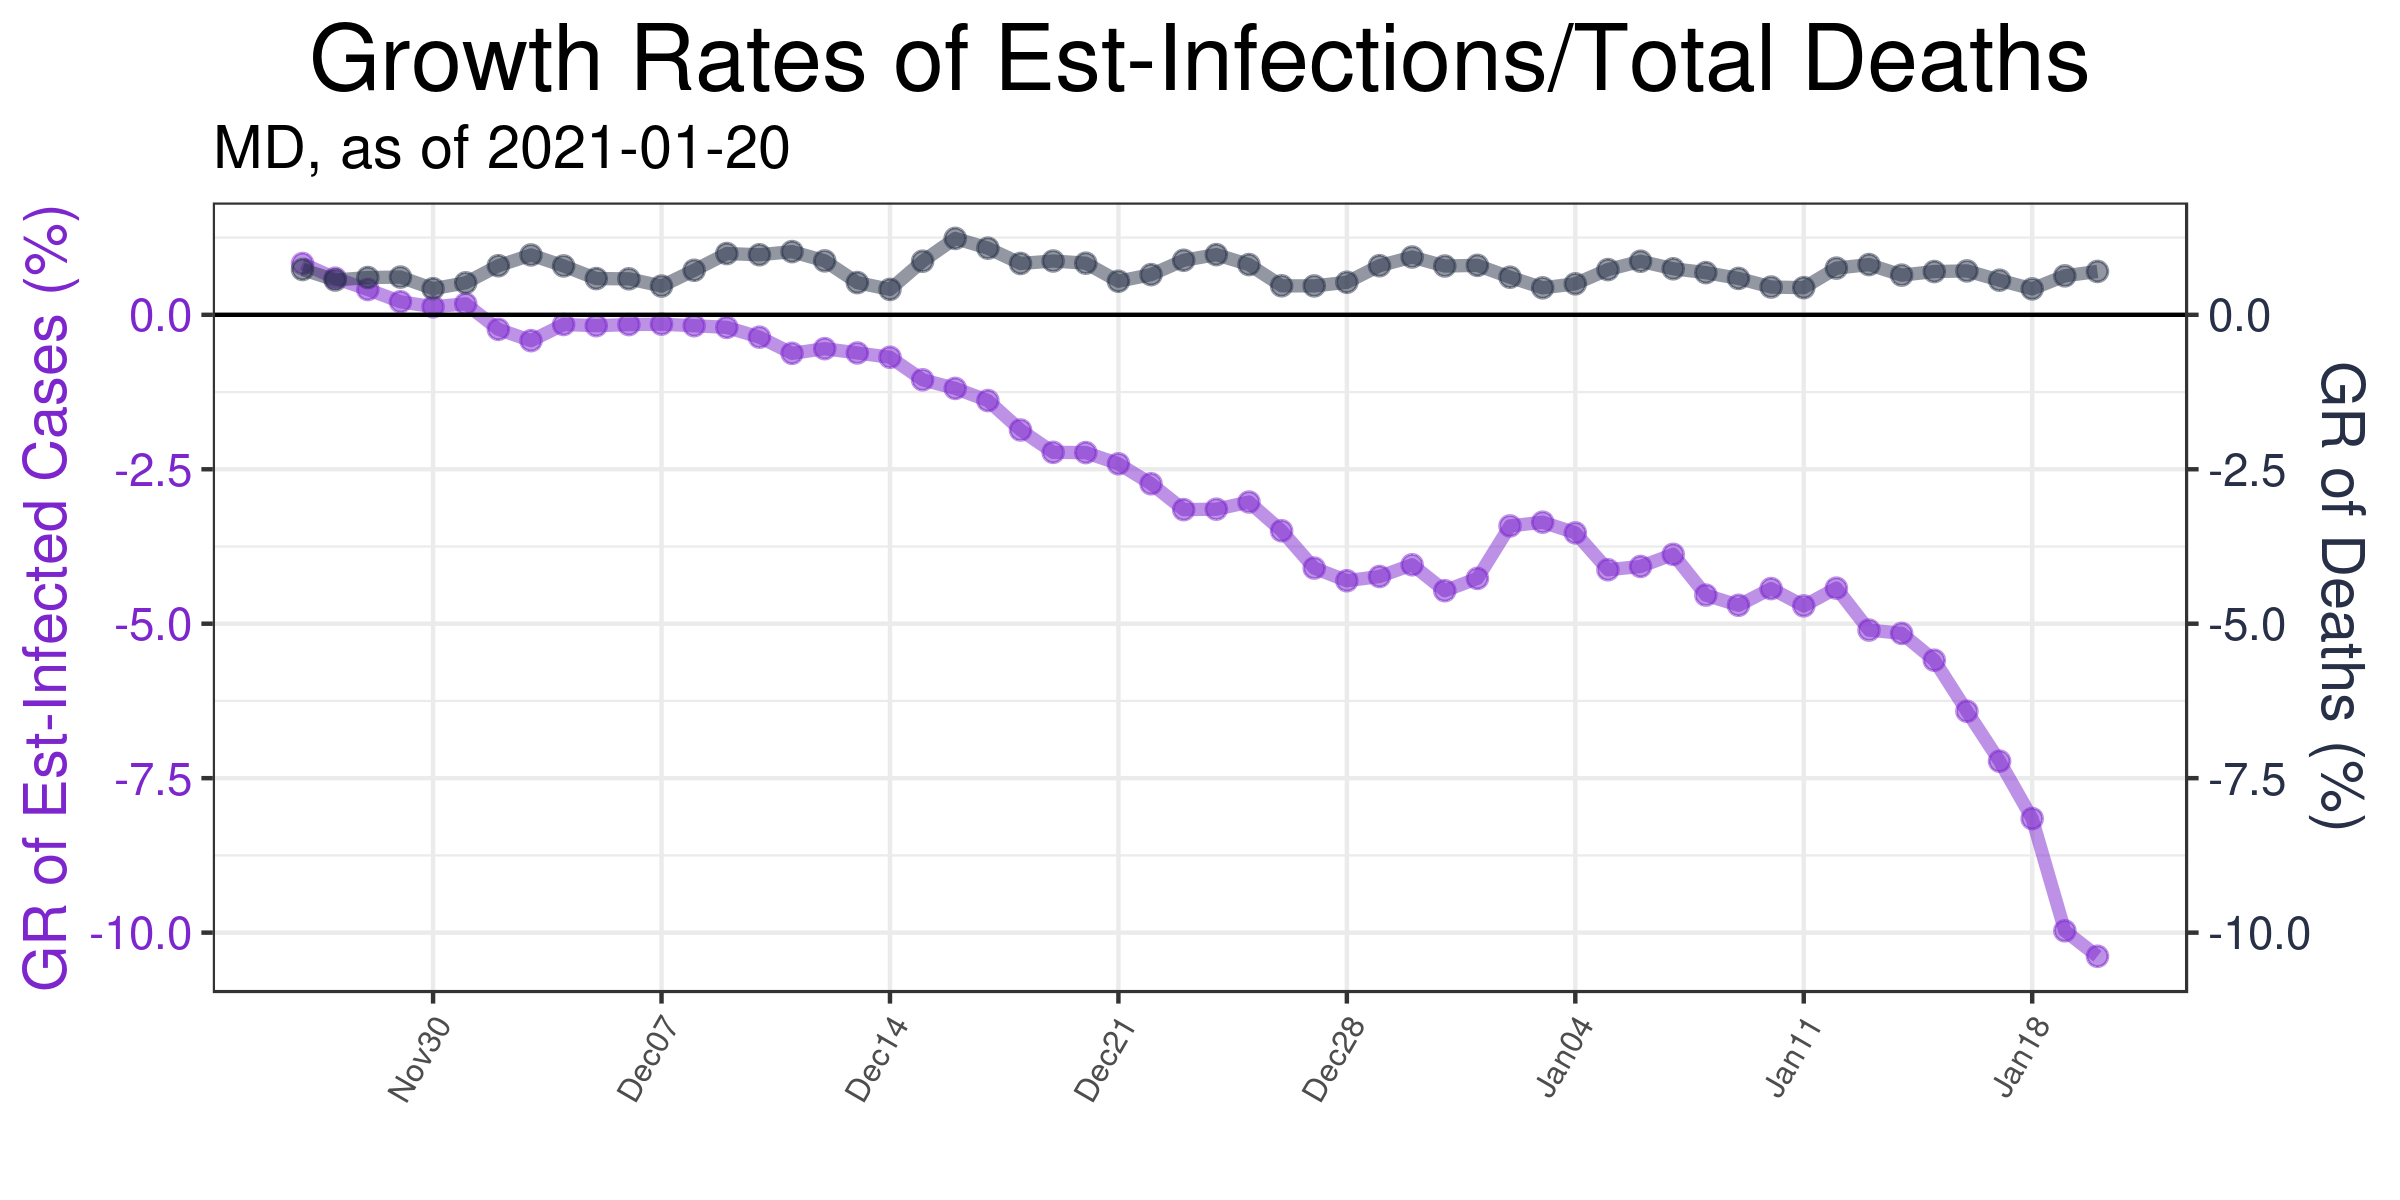 Growth Rates of Est-Infections/Total Deaths
MD, as of 2021-01-20
GR of Est-Infected Cases (%)
0.0
-2.5
-5.0
-7.5
-10.0
0.0
-2.5
-5.0
-7.5
-10.0
GR of Deaths (%)
Nov30
Dec07
Dec14
Dec21
Dec28
Jan04
Jan11
Jan18